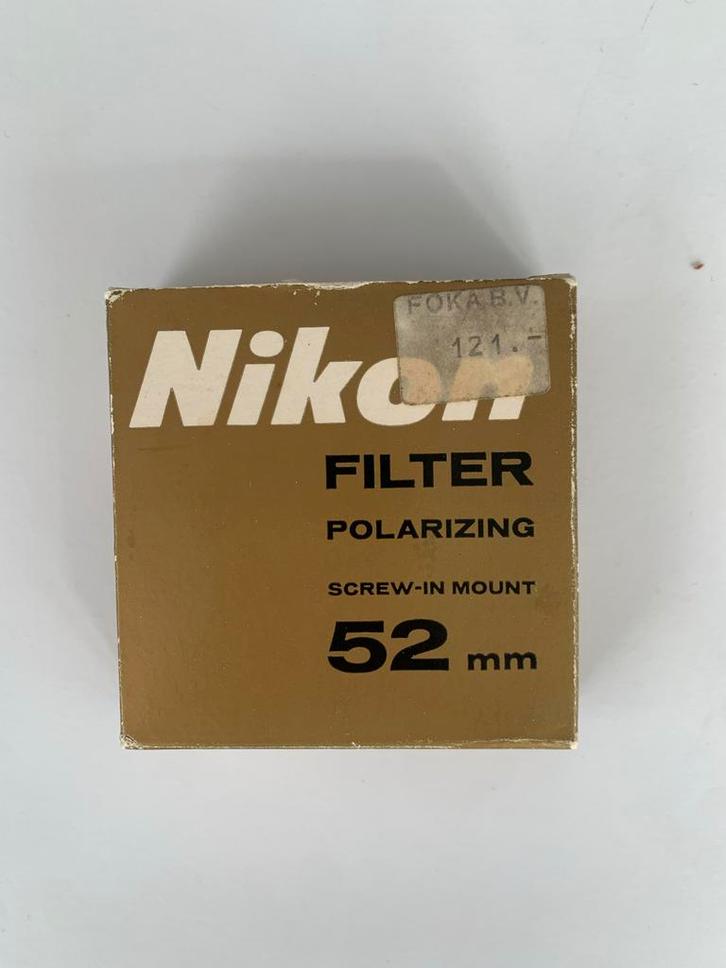 FOKA B.V.
121.-
Nikon
FILTER
POLARIZING
SCREW-IN MOUNT
52 mm